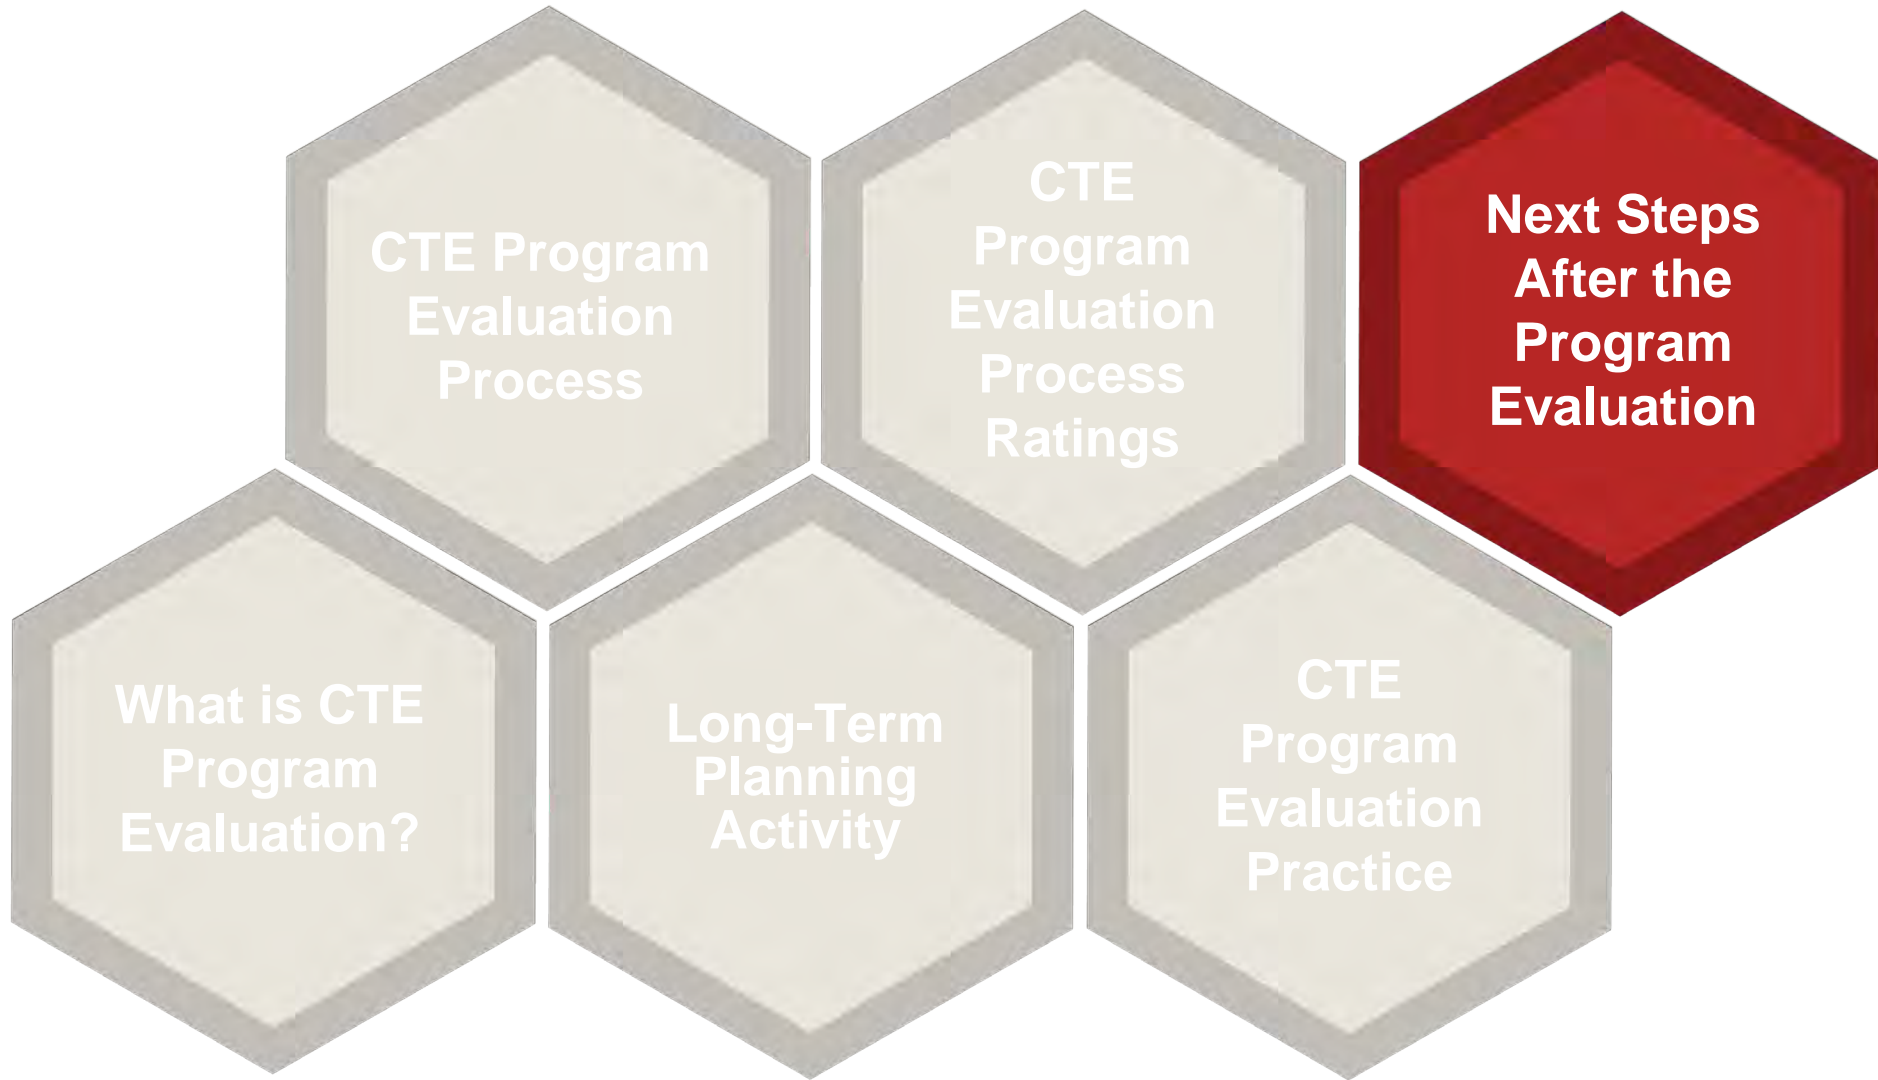 CTE Program
Evaluation
Process
CTE
Program
Evaluation
Process
Ratings
Next Steps
After the
Program
Evaluation
What is CTE
Program
Evaluation?
Long-Term
Planning
Activity
CTE
Program
Evaluation
Practice